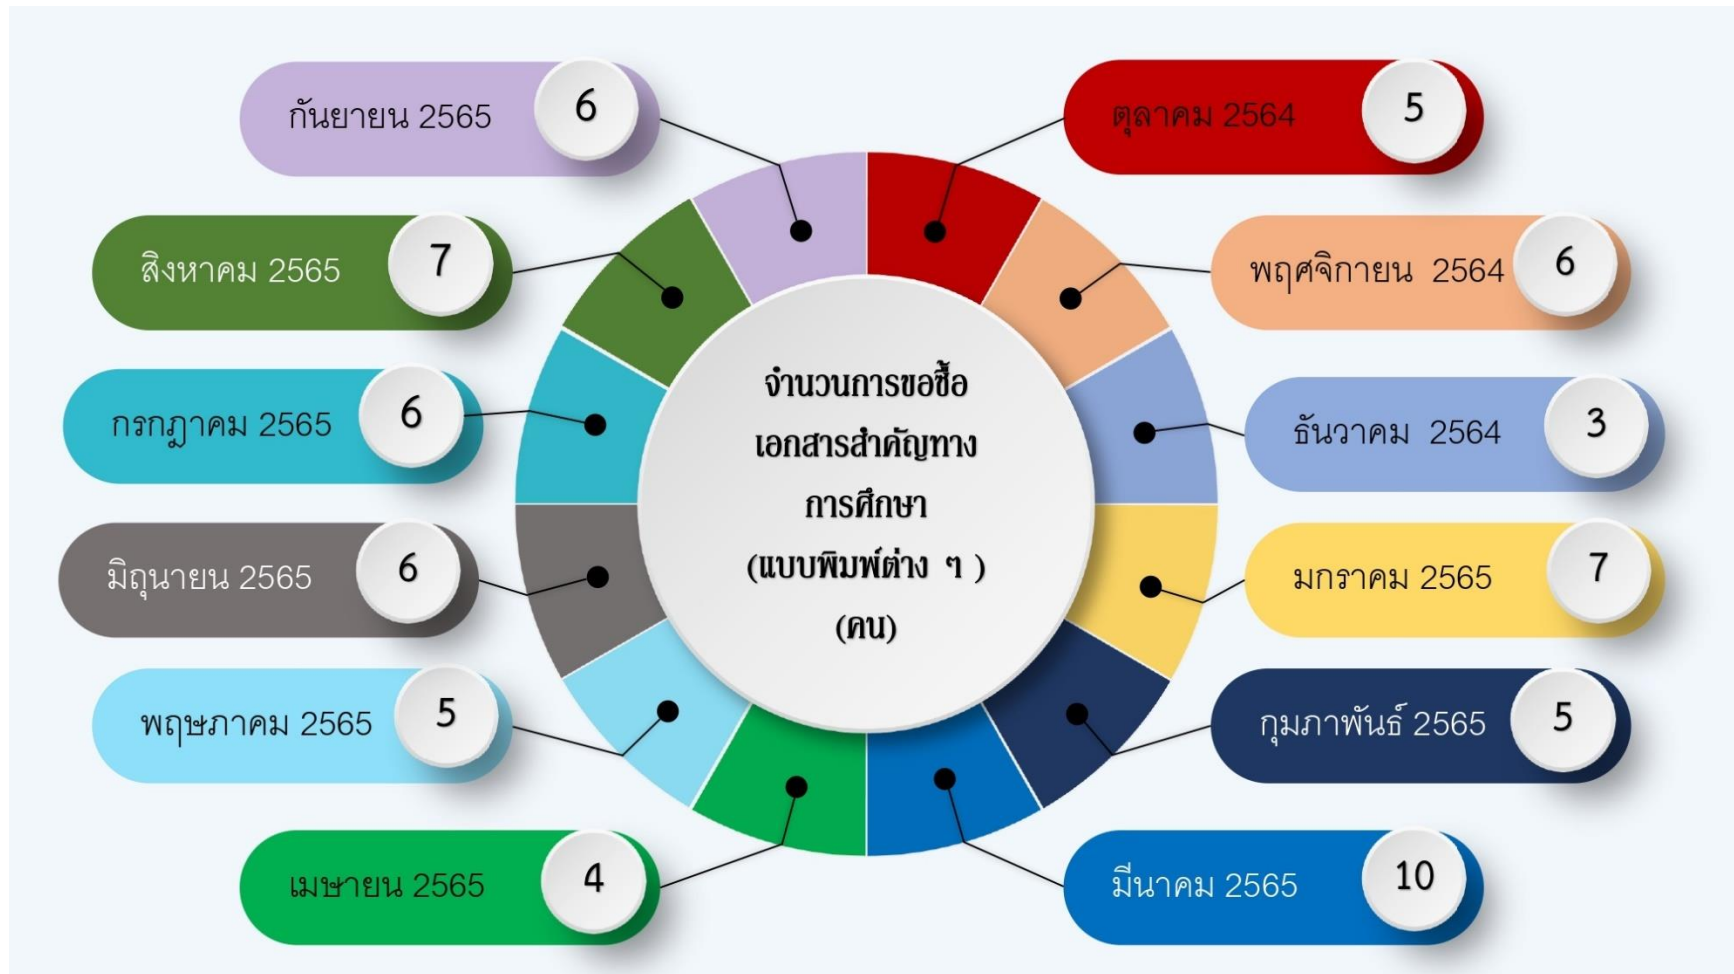 จำนวนการขอซื้อ
เอกสารสำคัญทาง
การศึกษา
(แบบพิมพ์ต่าง ๆ )
(คน)
ตุลาคม 2564 5
พฤศจิกายน 2564 6
ธันวาคม 2564 3
มกราคม 2565 7
กุมภาพันธ์ 2565 5
มีนาคม 2565 10
เมษายน 2565 4
พฤษภาคม 2565 5
มิถุนายน 2565 6
กรกฎาคม 2565 6
สิงหาคม 2565 7
กันยายน 2565 6